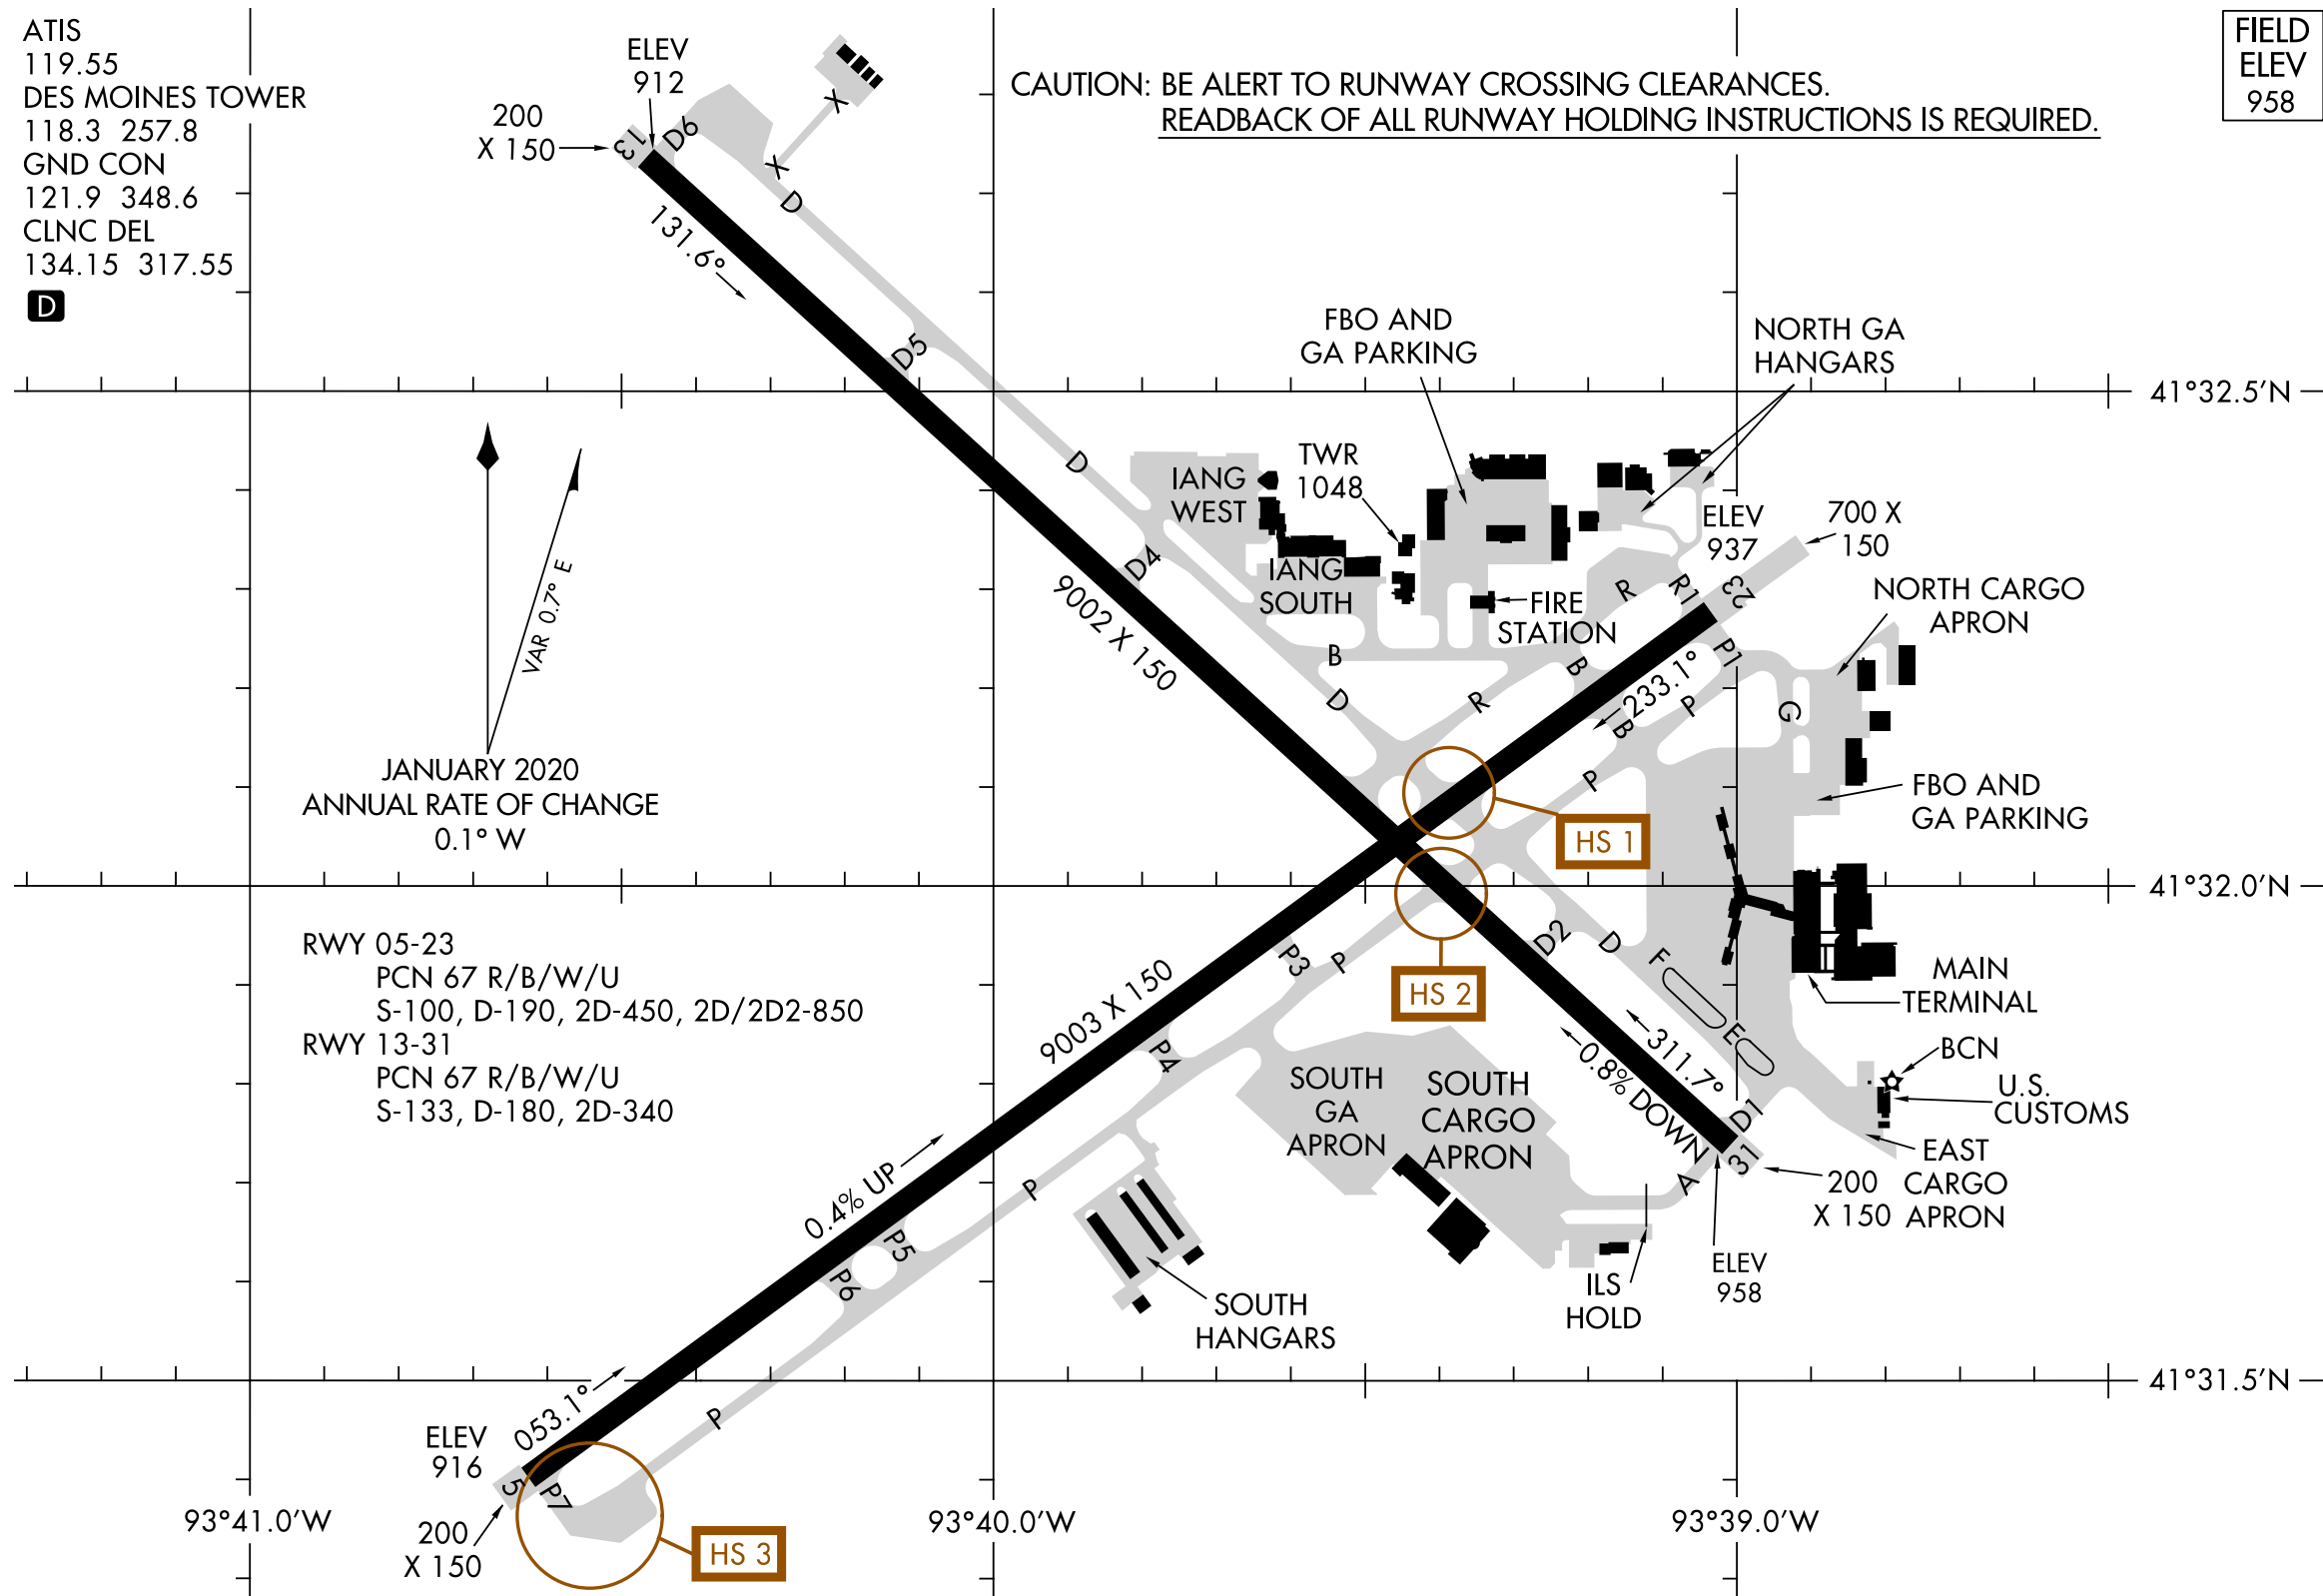 ATIS
119.55
DES MOINES TOWER
118.3 257.8
GND CON
121.9 348.6
CLNC DEL
134.15 317.55
D
ELEV
912
200
X 150
13
D6
X
X
D
131.6°
CAUTION: BE ALERT TO RUNWAY CROSSING CLEARANCES.
READBACK OF ALL RUNWAY HOLDING INSTRUCTIONS IS REQUIRED.
FIELD
ELEV
958
D5
FBO AND
GA PARKING
NORTH GA
HANGARS
41°32.5'N
VAR 0.7° E
JANUARY 2020
ANNUAL RATE OF CHANGE
0.1° W
D
IANG
WEST
TWR
1048
D4
IANG
SOUTH
FIRE
STATION
ELEV
937
700 X
150
R
R1
23
NORTH CARGO
APRON
9002 X 150
B
D
R
B
233.1°
B
P
P1
G
P
HS 1
FBO AND
GA PARKING
41°32.0'N
RWY 05-23
PCN 67 R/B/W/U
S-100, D-190, 2D-450, 2D/2D2-850
RWY 13-31
PCN 67 R/B/W/U
S-133, D-180, 2D-340
9003 X 150
P3
P
HS 2
D2
D
F
E
MAIN
TERMINAL
BCN
U.S.
CUSTOMS
P4
SOUTH
GA
APRON
SOUTH
CARGO
APRON
311.7°
0.8% DOWN
D1
31
A
EAST
CARGO
APRON
200
X 150
ELEV
958
ILS
HOLD
0.4% UP
P
P5
P6
SOUTH
HANGARS
41°31.5'N
053.1°
P
ELEV
916
5
P7
200
X 150
HS 3
93°41.0'W
93°40.0'W
93°39.0'W